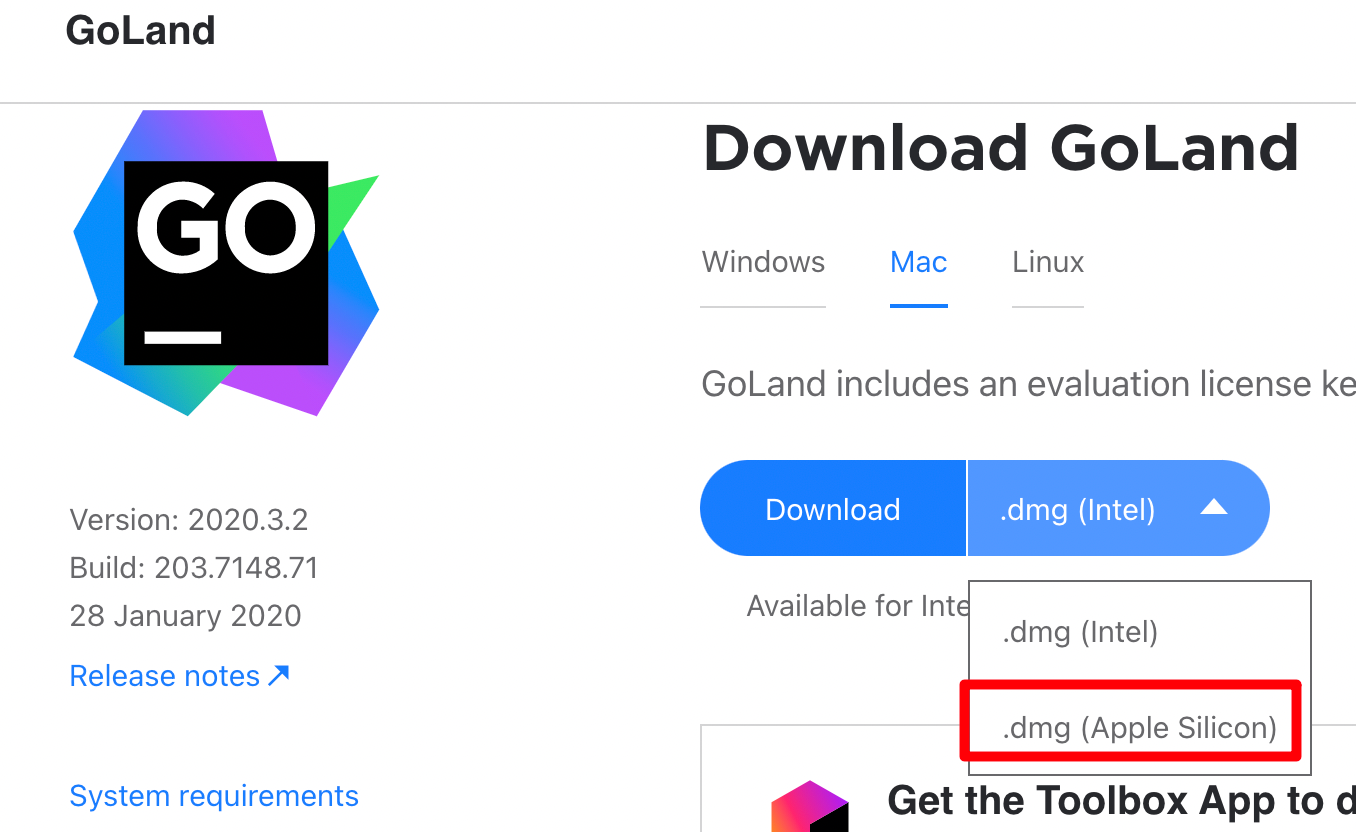 GoLand
GO
Download GoLand
Windows
Mac
Linux
GoLand includes an evaluation license ke
Download
.dmg (Intel)
Version: 2020.3.2
Build: 203.7148.71
28 January 2020
Release notes
Available for Inte
.dmg (Intel)
.dmg (Apple Silicon)
System requirements
Get the Toolbox App to d